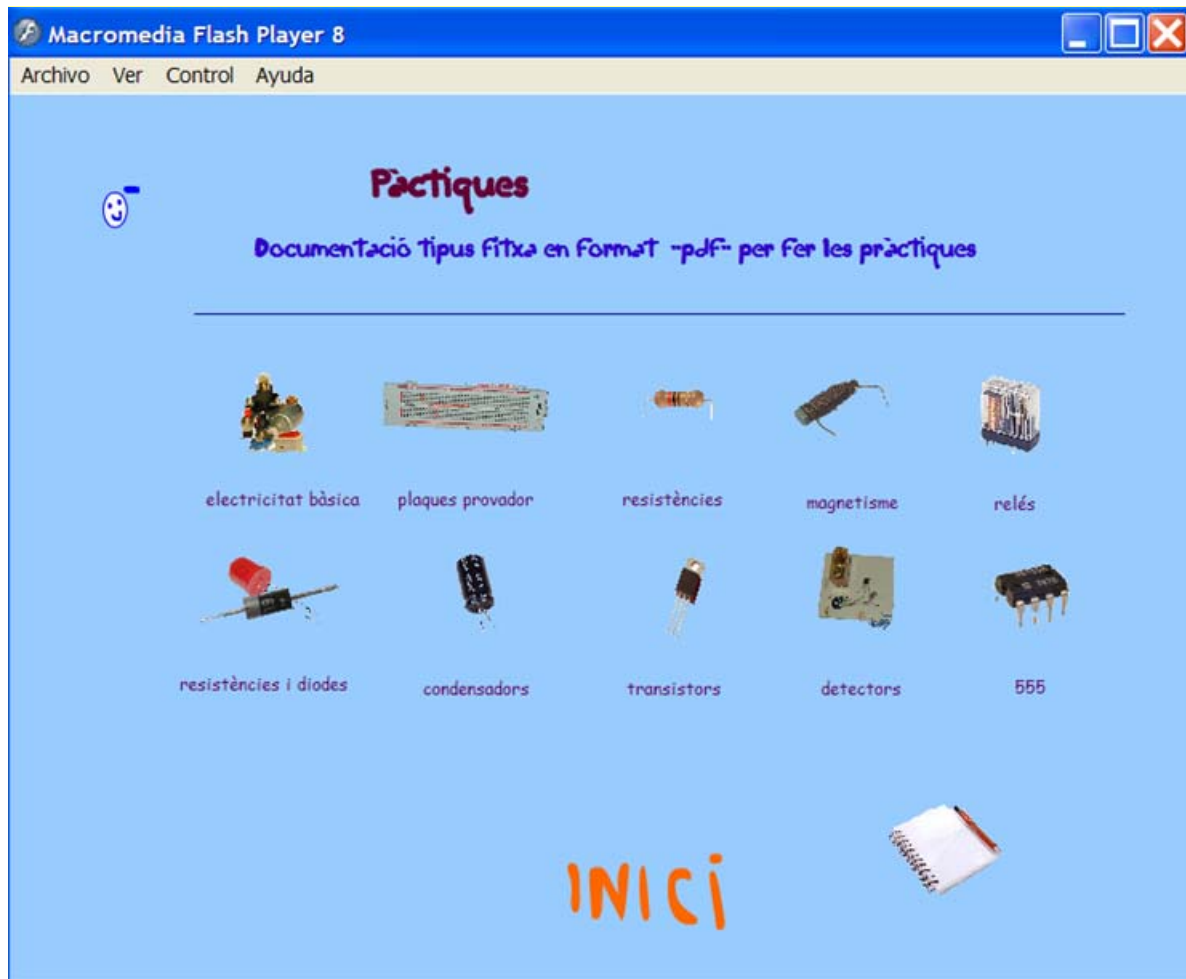 Macromedia Flash Player 8
Archivo Ver Control Ayuda
Pàctiques
Documentació tipus fitxa en format "pdf" per fer les pràctiques
electricitat bàsica plaques provador resistències magnetisme relés
resistències i diodes condensadors transistors detectors 555
INICI